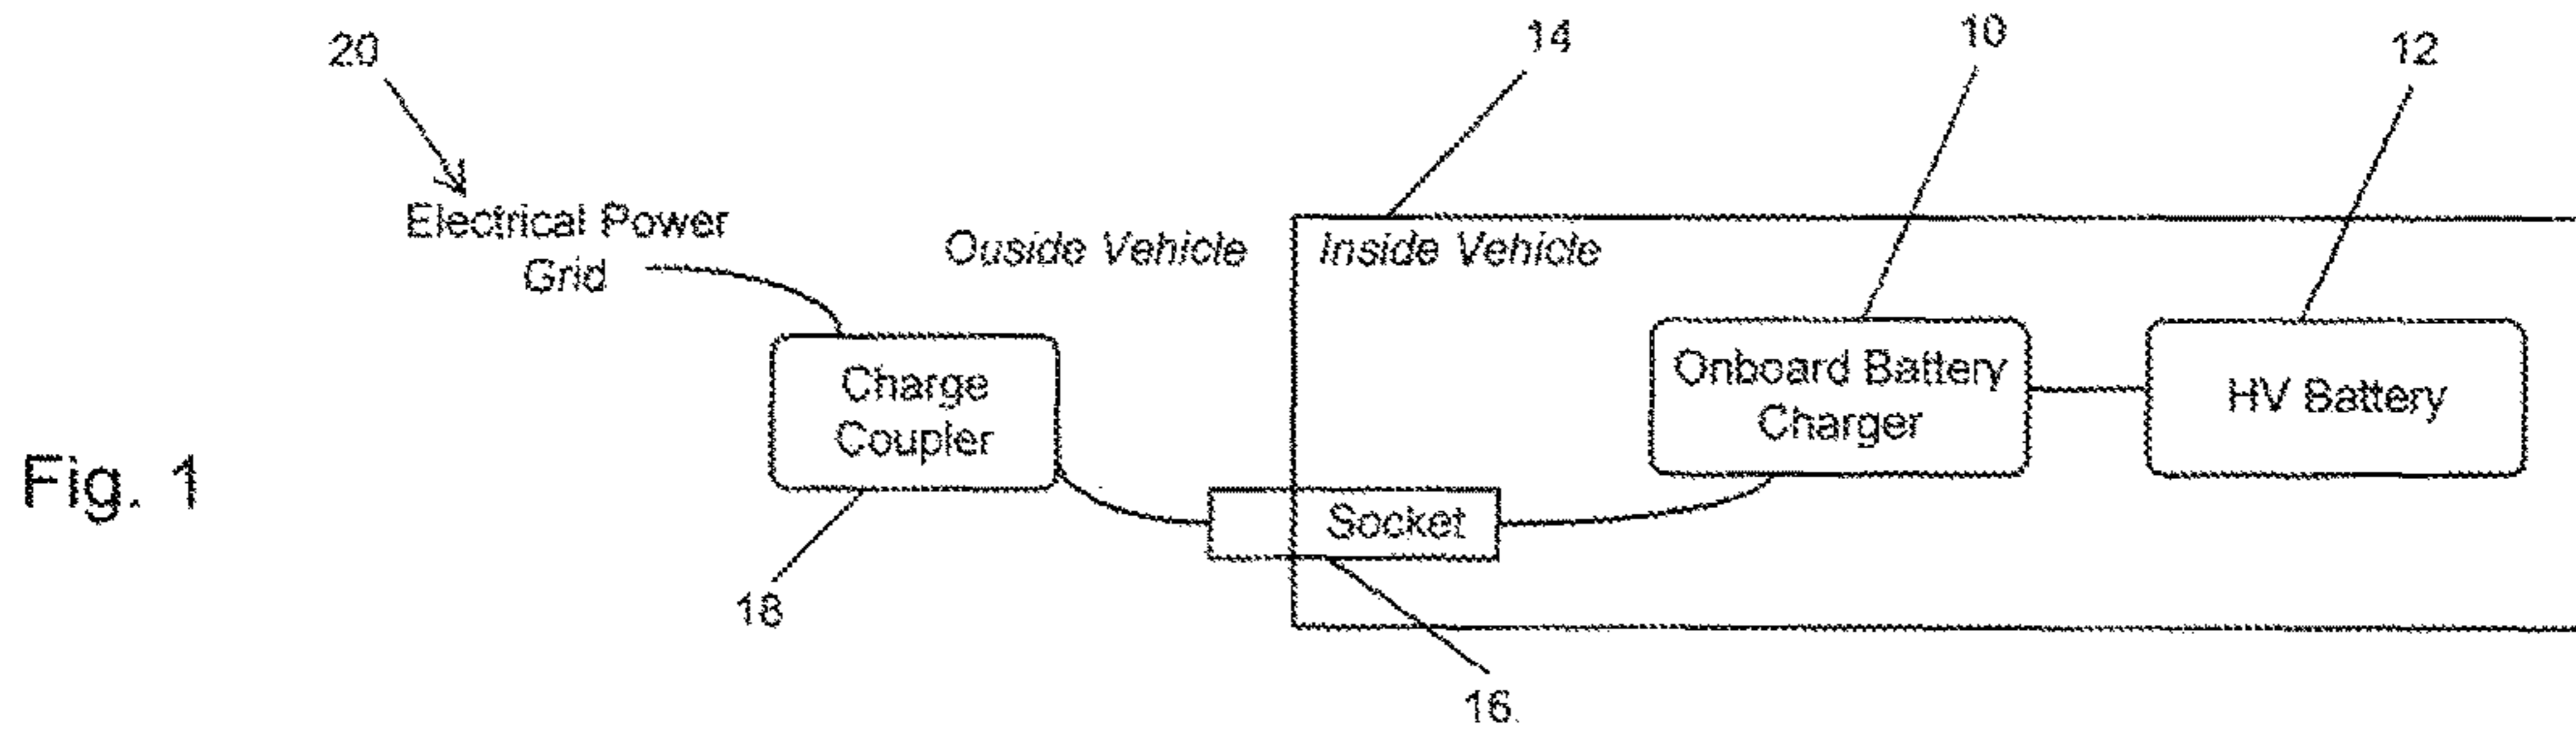 20
14
10
12
Electrical Power
Grid
Ouside Vehicle
Inside Vehicle
Charge
Coupler
Onboard Battery
Charger
HV Battery
Fig. 1
Socket
18
16